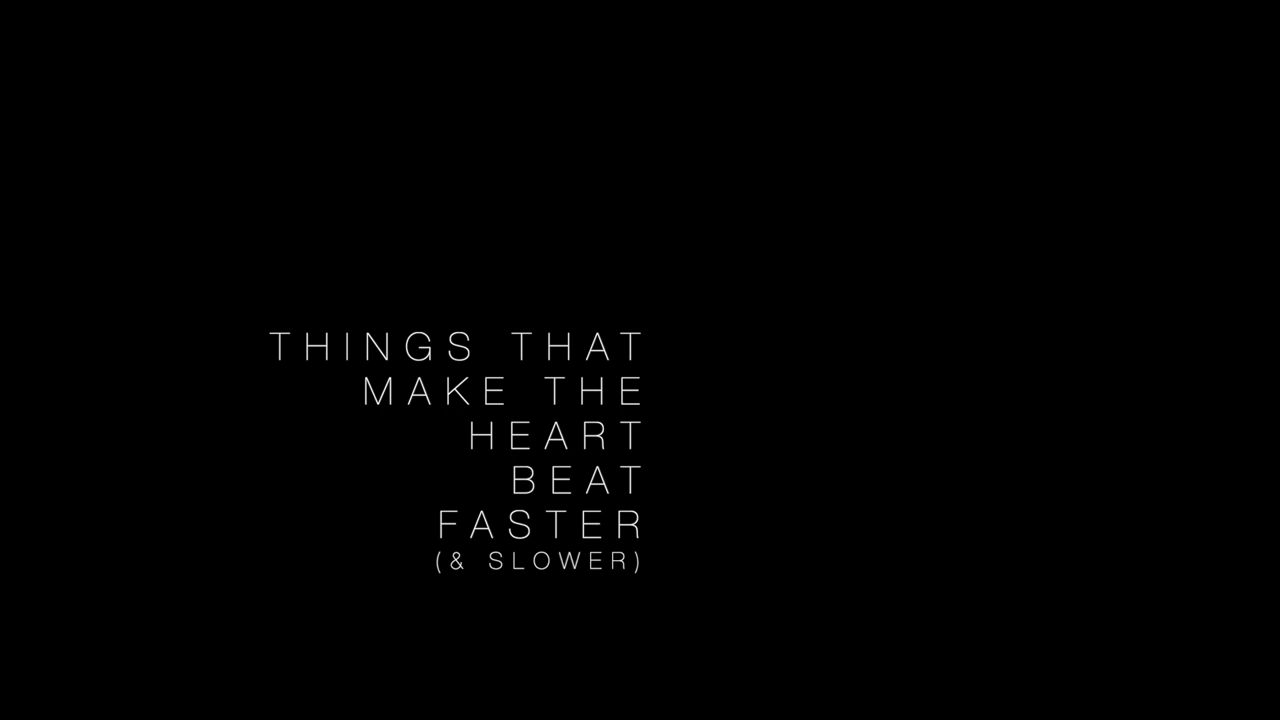 THINGS THAT
MAKE THE
HEART
BEAT
FASTER
(& SLOWER)